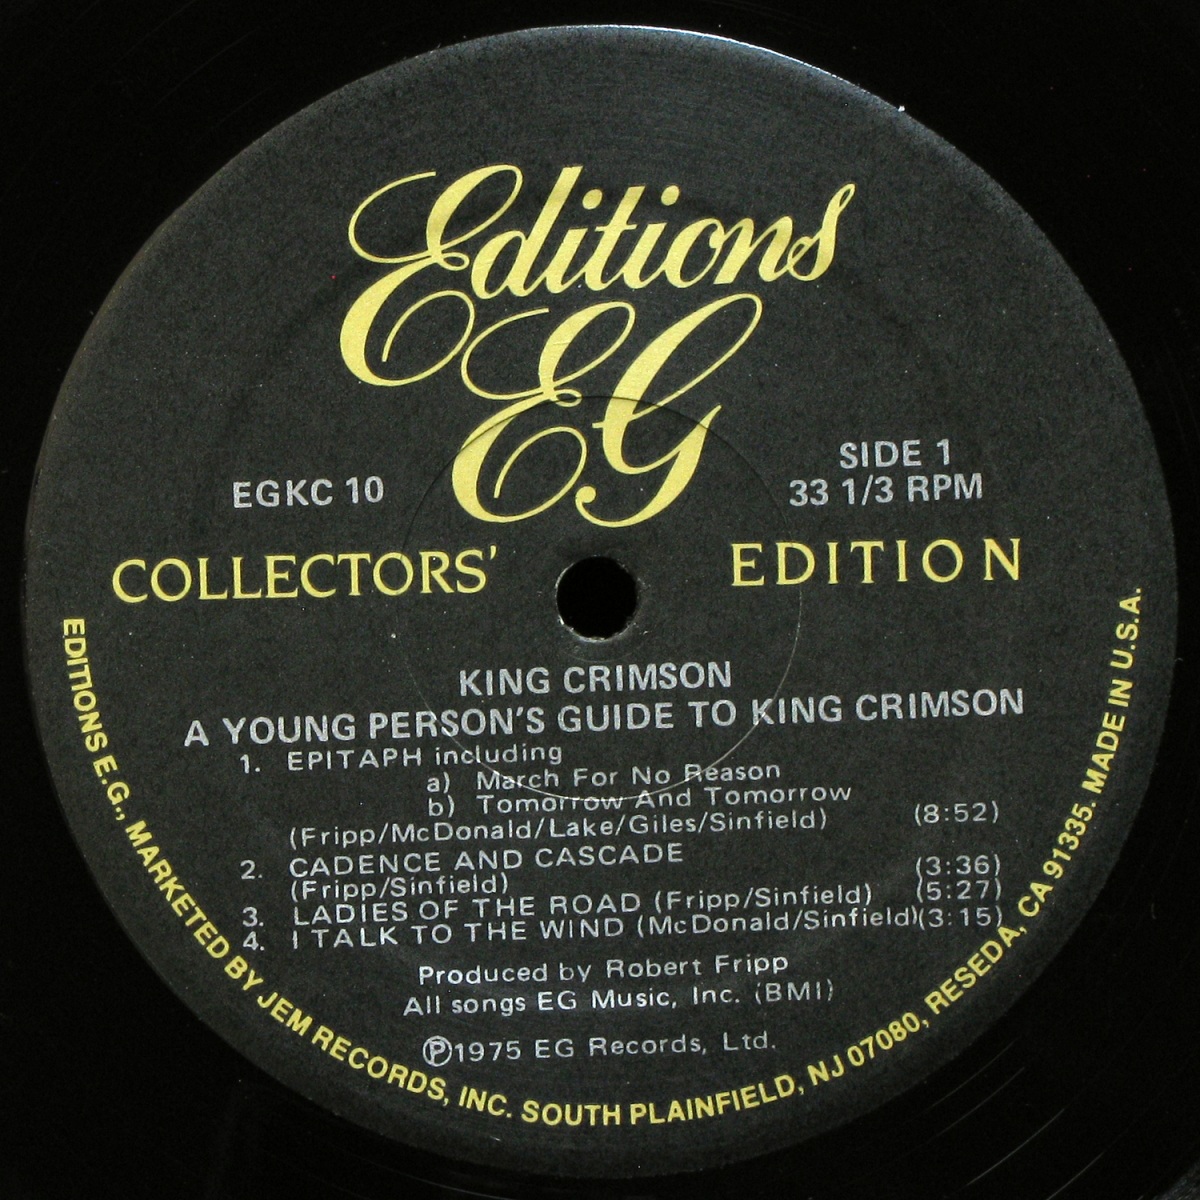 Editions
EG
EGKC 10
SIDE 1
33 1/3 RPM
COLLECTORS' EDITION
KING CRIMSON
A YOUNG PERSON'S GUIDE TO KING CRIMSON
1. EPITAPH including
a) March For No Reason
b) Tomorrow And Tomorrow
(Fripp/McDonald/Lake/Giles/Sinfield) (8:52)
2. CADENCE AND CASCADE
(Fripp/Sinfield) (3:36)
3. LADIES OF THE ROAD (Fripp/Sinfield) (5:27)
4. I TALK TO THE WIND (McDonald/Sinfield) (3:15)
Produced by Robert Fripp
All songs EG Music, Inc. (BMI)
Ⓟ1975 EG Records, Ltd.
EDITIONS E.G., MARKETED BY JEM RECORDS, INC. SOUTH PLAINFIELD, NJ 07080, RESEDA, CA 91335. MADE IN U.S.A.